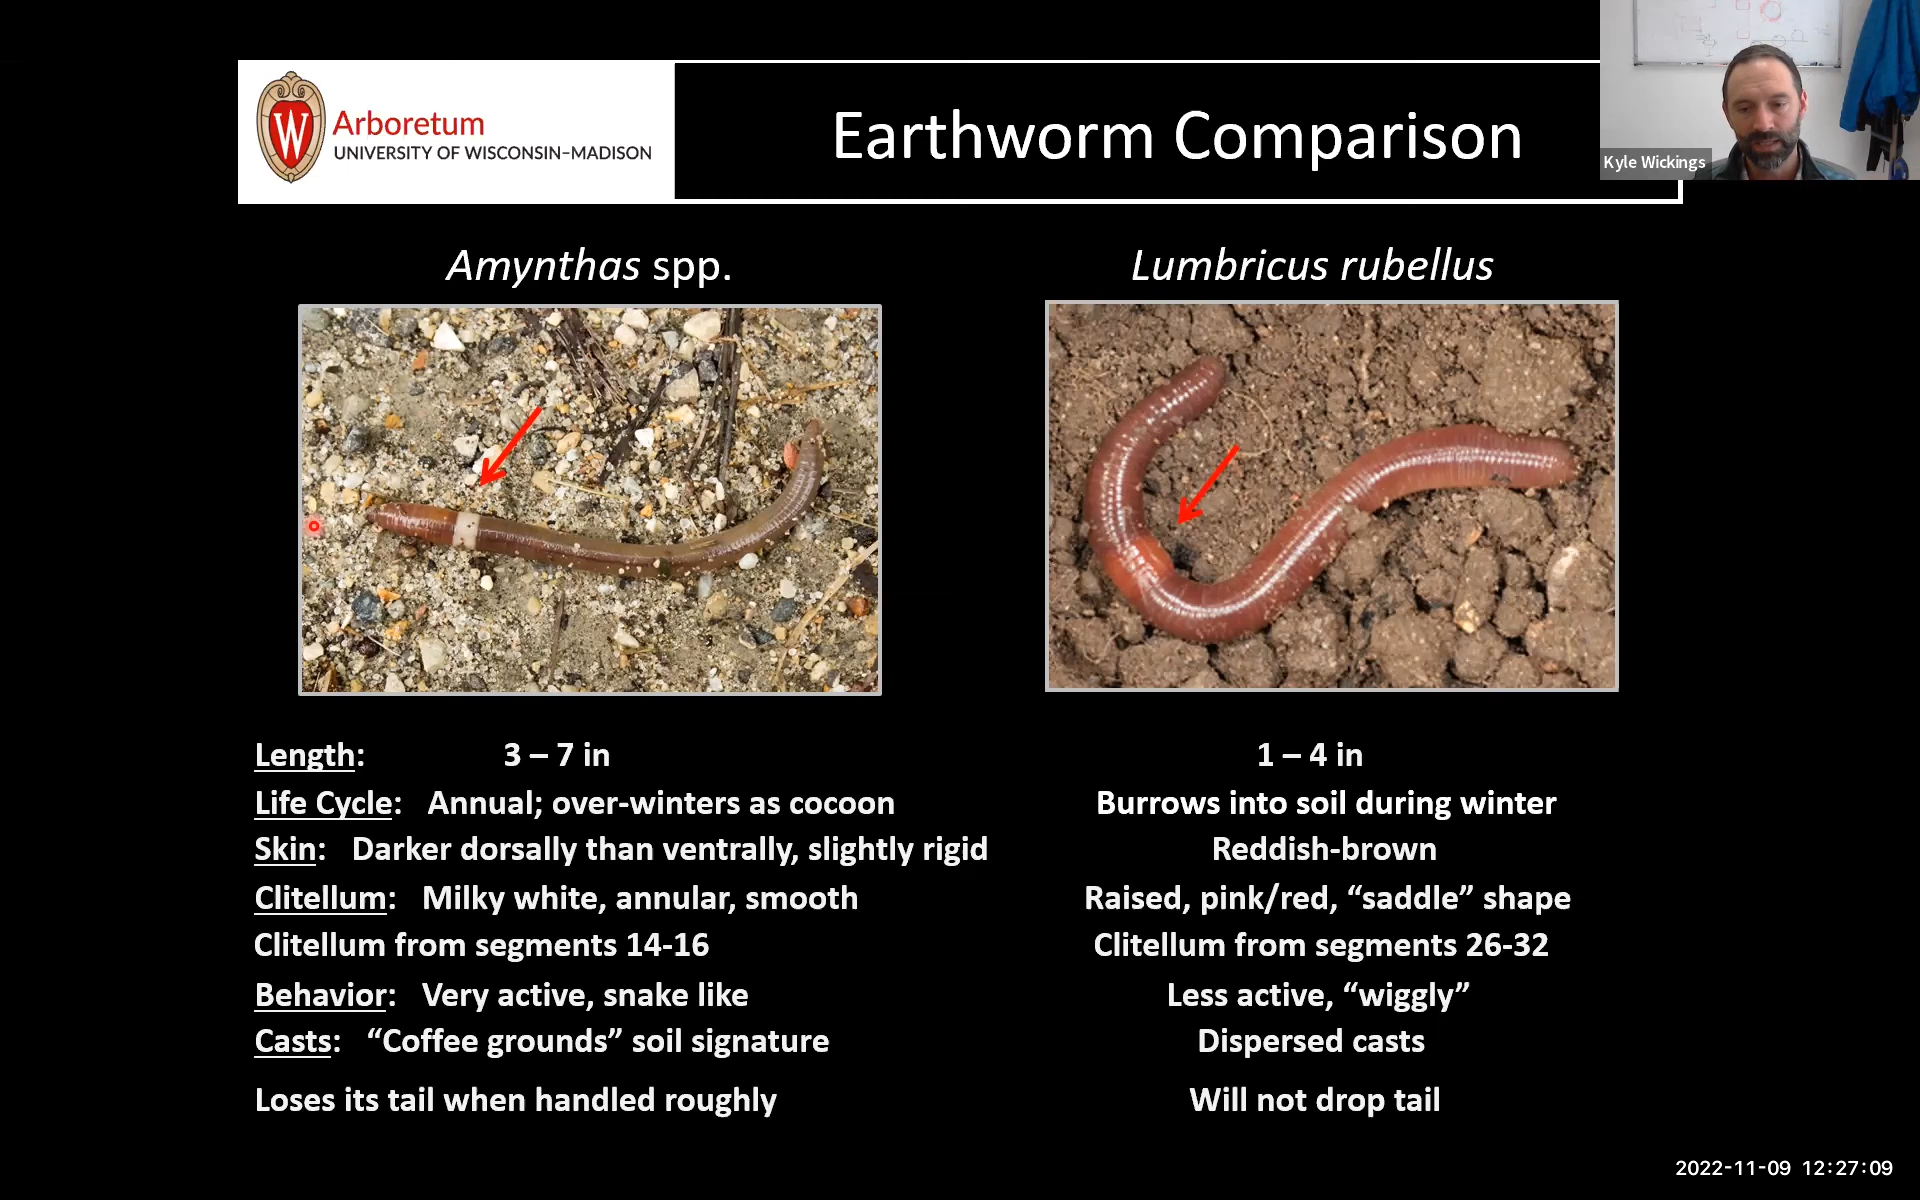 W Arboretum
UNIVERSITY OF WISCONSIN-MADISON
Earthworm Comparison
Kyle Wickings
Amynthas spp.
Lumbricus rubellus
Length: 3 – 7 in
1 – 4 in
Life Cycle: Annual; over-winters as cocoon
Burrows into soil during winter
Skin: Darker dorsally than ventrally, slightly rigid
Reddish-brown
Clitellum: Milky white, annular, smooth
Raised, pink/red, “saddle” shape
Clitellum from segments 14-16
Clitellum from segments 26-32
Behavior: Very active, snake like
Less active, “wiggly”
Casts: “Coffee grounds” soil signature
Dispersed casts
Loses its tail when handled roughly
Will not drop tail
2022-11-09 12:27:09